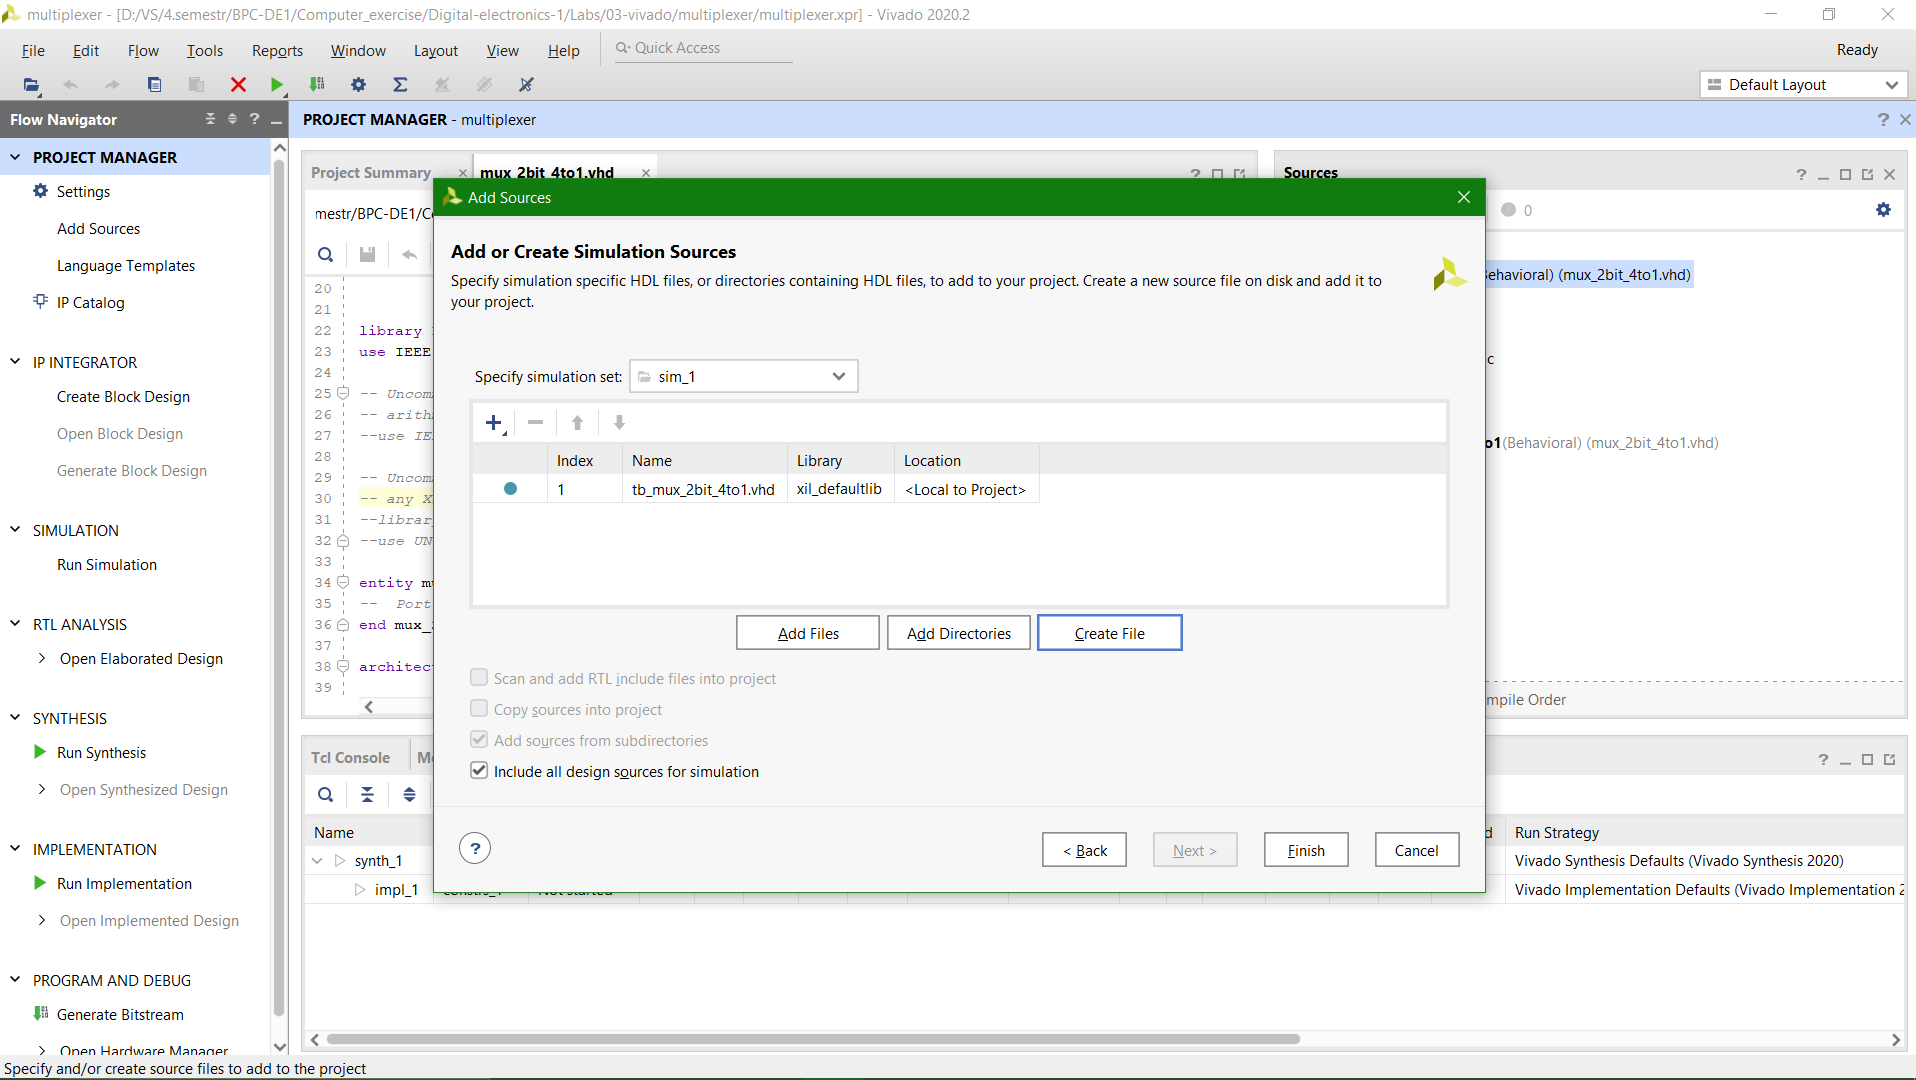 multiplexer - [D:/VS/4.semestr/BPC-DE1/Computer_exercise/Digital-electronics-1/Labs/03-vivado/multiplexer/multiplexer.xpr] - Vivado 2020.2
File Edit Flow Tools Reports Window Layout View Help Quick Access Ready
Default Layout
Flow Navigator
PROJECT MANAGER - multiplexer
PROJECT MANAGER
Settings
Add Sources
Language Templates
IP Catalog
IP INTEGRATOR
Create Block Design
Open Block Design
Generate Block Design
SIMULATION
Run Simulation
RTL ANALYSIS
Open Elaborated Design
SYNTHESIS
Run Synthesis
Open Synthesized Design
IMPLEMENTATION
Run Implementation
Open Implemented Design
PROGRAM AND DEBUG
Generate Bitstream
Open Hardware Manager
Project Summary mux_2bit_4to1.vhd
mestr/BPC-DE1/C
20
21
22 library
23 use IEEE
24
25 -- Uncom
26 -- arith
27 --use IE
28
29 -- Uncom
30 -- any X
31 --librar
32 --use UN
33
34 entity mu
35 -- Port
36 end mux_
37
38 architec
39
Sources
0
ehavioral) (mux_2bit_4to1.vhd)
c
o1(Behavioral) (mux_2bit_4to1.vhd)
mpile Order
Add Sources
Add or Create Simulation Sources
Specify simulation specific HDL files, or directories containing HDL files, to add to your project. Create a new source file on disk and add it to
your project.
Specify simulation set: sim_1
Index Name Library Location
1 tb_mux_2bit_4to1.vhd xil_defaultlib <Local to Project>
Add Files Add Directories Create File
Scan and add RTL include files into project
Copy sources into project
Add sources from subdirectories
Include all design sources for simulation
? < Back Next > Finish Cancel
Tcl Console
Name
d Run Strategy
synth_1
Vivado Synthesis Defaults (Vivado Synthesis 2020)
impl_1 constrs_1 Not started
Vivado Implementation Defaults (Vivado Implementation 2
Specify and/or create source files to add to the project